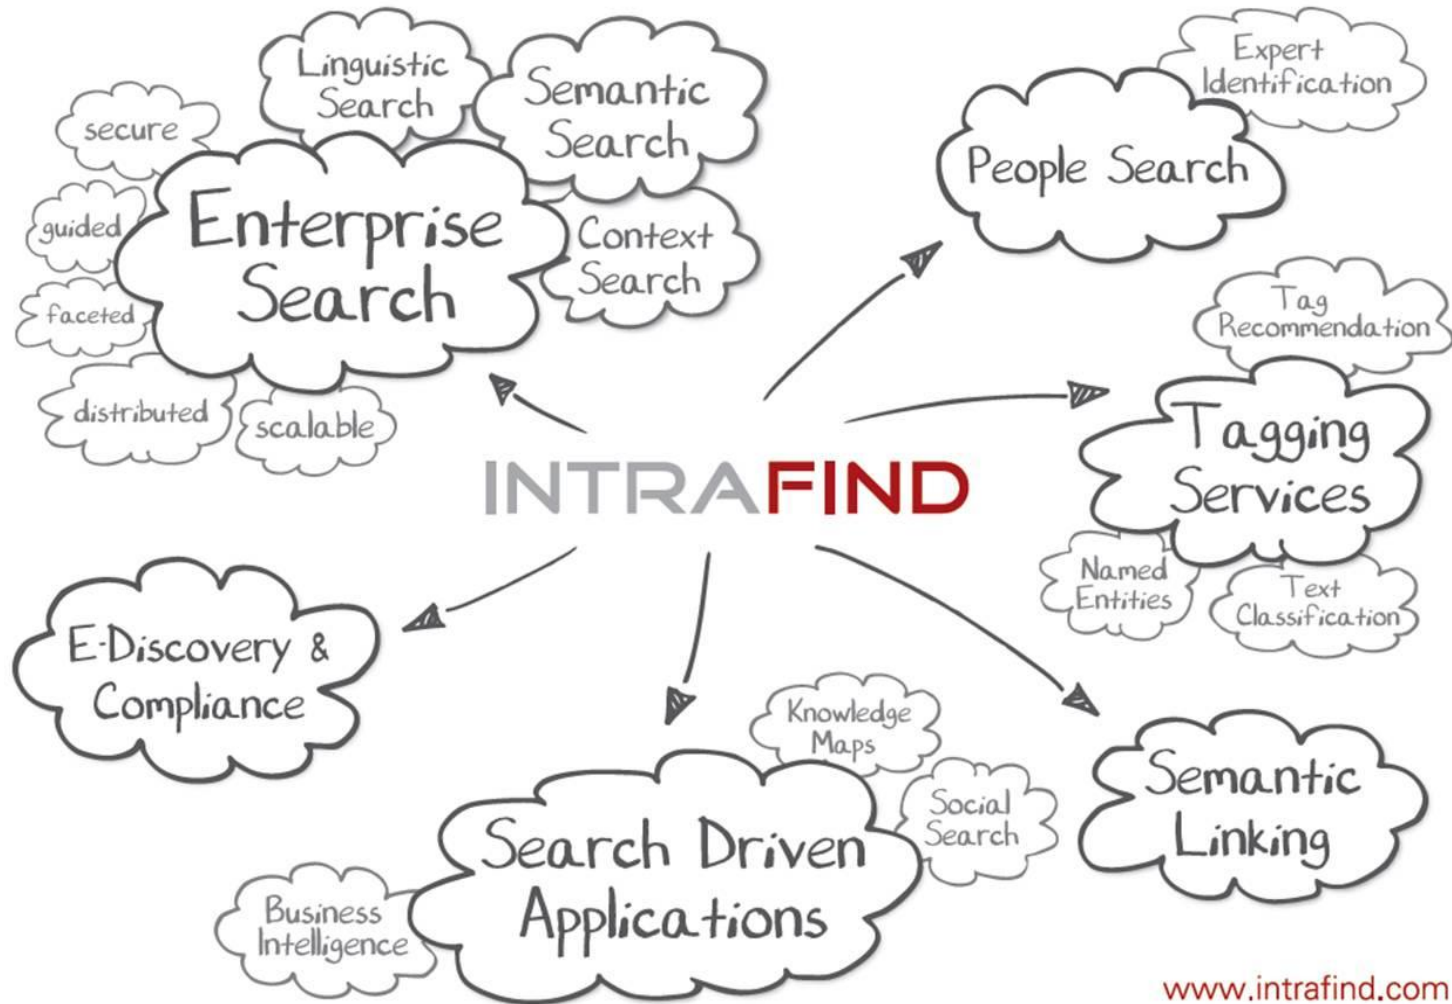 Linguistic
Search
Semantic
Search
secure
guided
Enterprise
Search
Context
Search
faceted
distributed
scalable
Expert
Identification
People Search
Tag
Recommendation
Tagging
Services
Named
Entities
Text
Classification
INTRAFIND
E-Discovery &
Compliance
Knowledge
Maps
Social
Search
Search Driven
Applications
Business
Intelligence
Semantic
Linking
www.intrafind.com